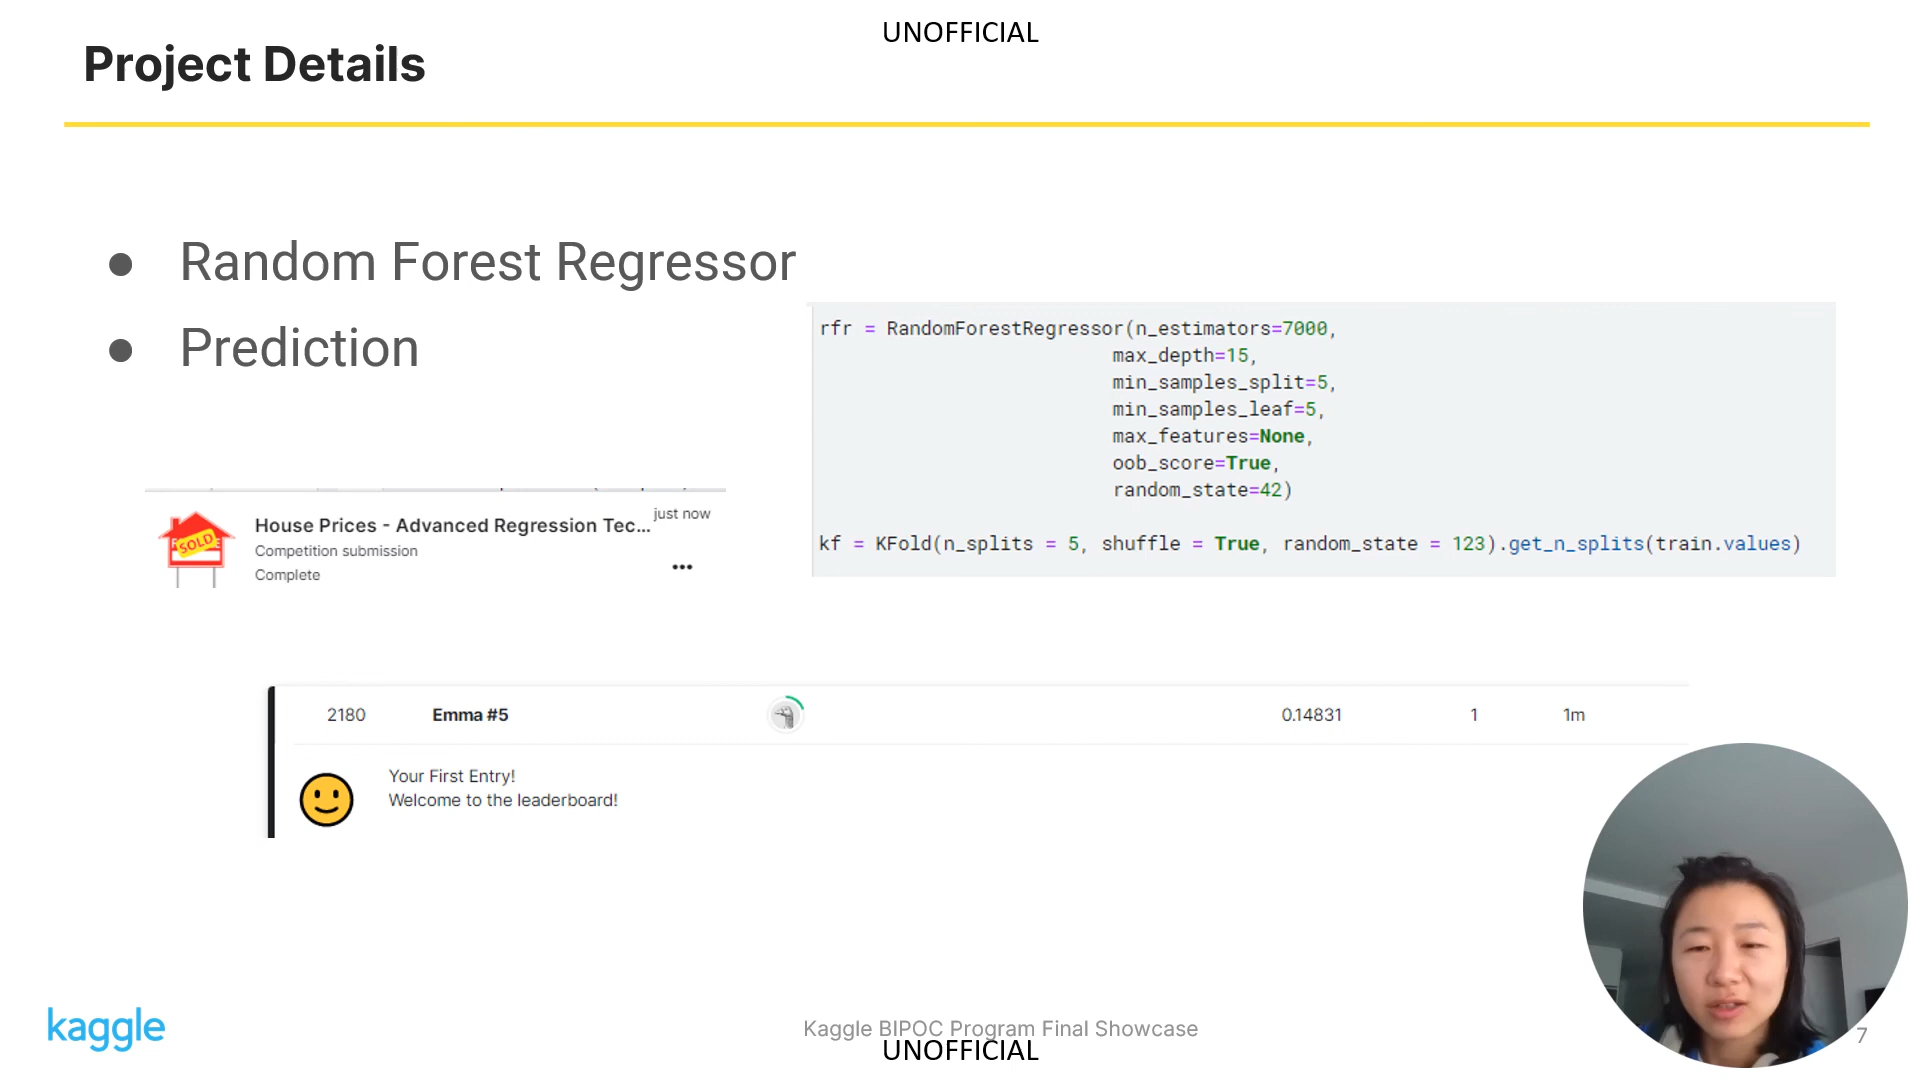 UNOFFICIAL
Project Details
● Random Forest Regressor
● Prediction
rfr = RandomForestRegressor(n_estimators=7000,
max_depth=15,
min_samples_split=5,
min_samples_leaf=5,
max_features=None,
oob_score=True,
random_state=42)
kf = KFold(n_splits = 5, shuffle = True, random_state = 123).get_n_splits(train.values)
SOLD
House Prices - Advanced Regression Tec... just now
Competition submission
Complete
2180 Emma #5 0.14831 1 1m
Your First Entry!
Welcome to the leaderboard!
kaggle
Kaggle BIPOC Program Final Showcase
7
UNOFFICIAL